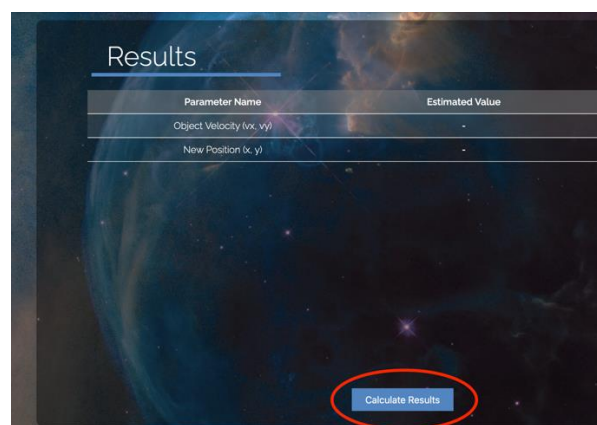 Results
Parameter Name Estimated Value
Object Velocity (vx, vy) -
New Position (x, y) -
Calculate Results